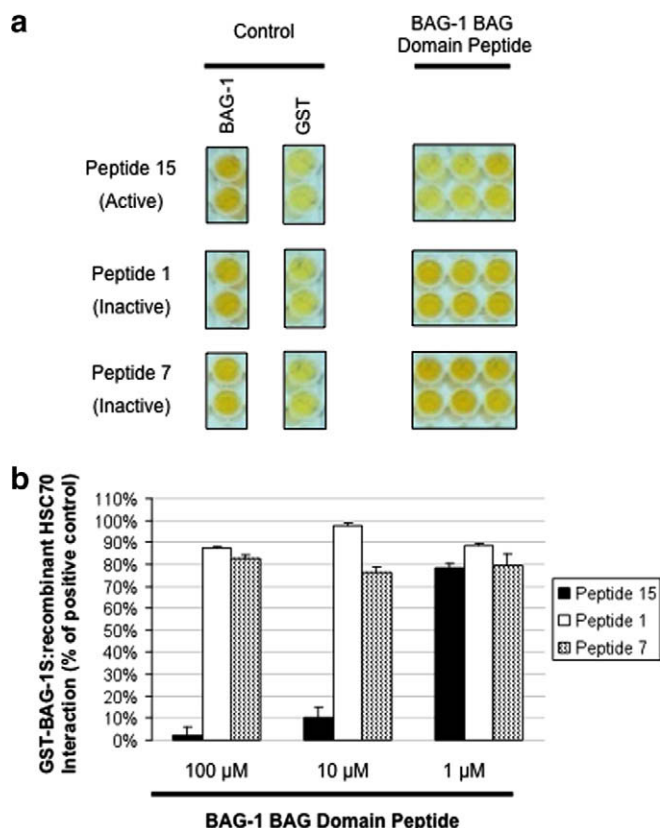 a
Control
BAG-1 BAG
Domain Peptide
BAG-1
GST
Peptide 15
(Active)
Peptide 1
(Inactive)
Peptide 7
(Inactive)
b
GST-BAG-1S:recombinant HSC70
Interaction (% of positive control)
110%
100%
90%
80%
70%
60%
50%
40%
30%
20%
10%
0%
100 µM
10 µM
1 µM
BAG-1 BAG Domain Peptide
Peptide 15
Peptide 1
Peptide 7